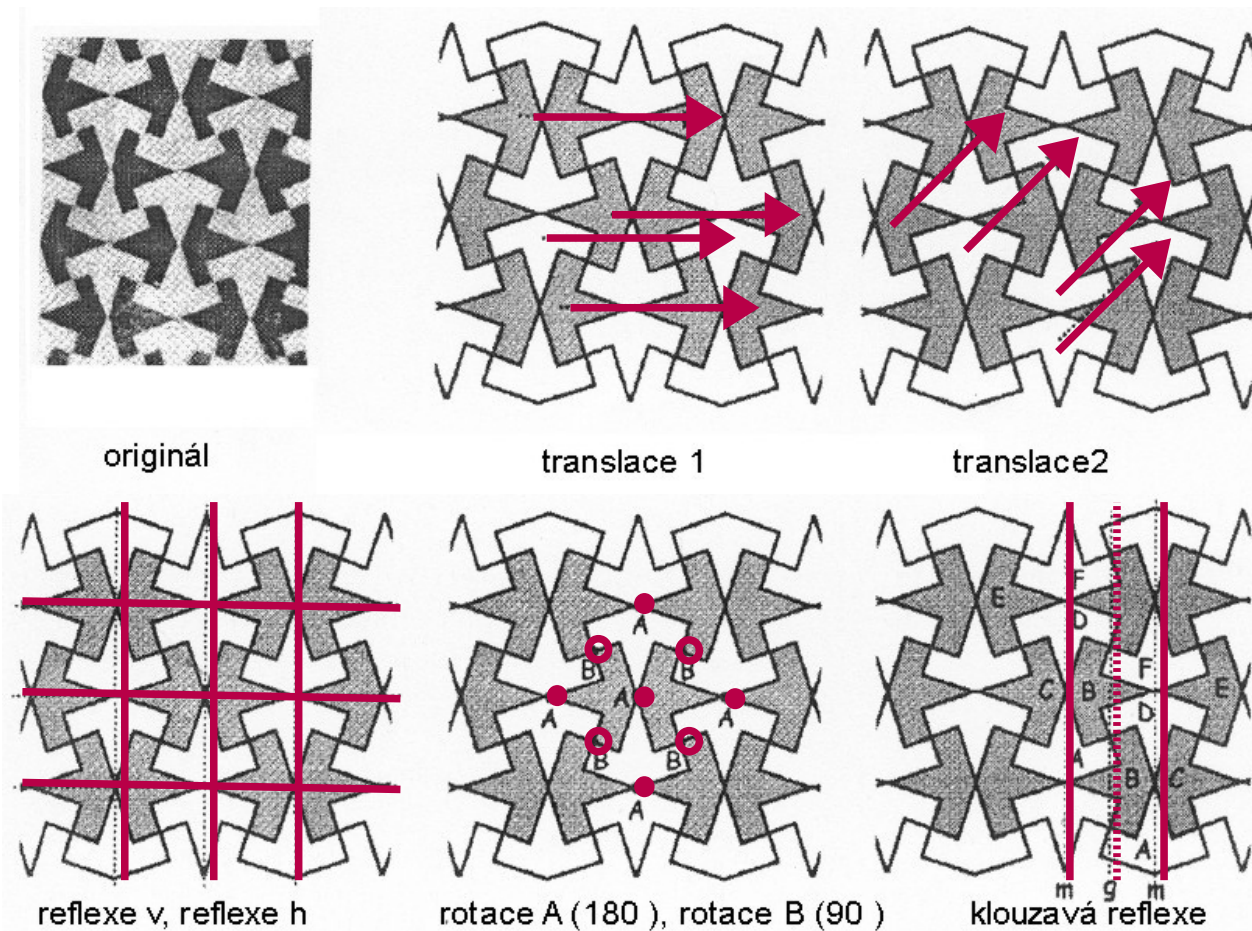 originál
translace 1
translace2
reflexe v, reflexe h
A
B
B
A
A
A
B
B
A
rotace A (180 ), rotace B (90 )
F
E
D
F
C
B
E
D
A
B
C
A
m
g
m
klouzavá reflexe